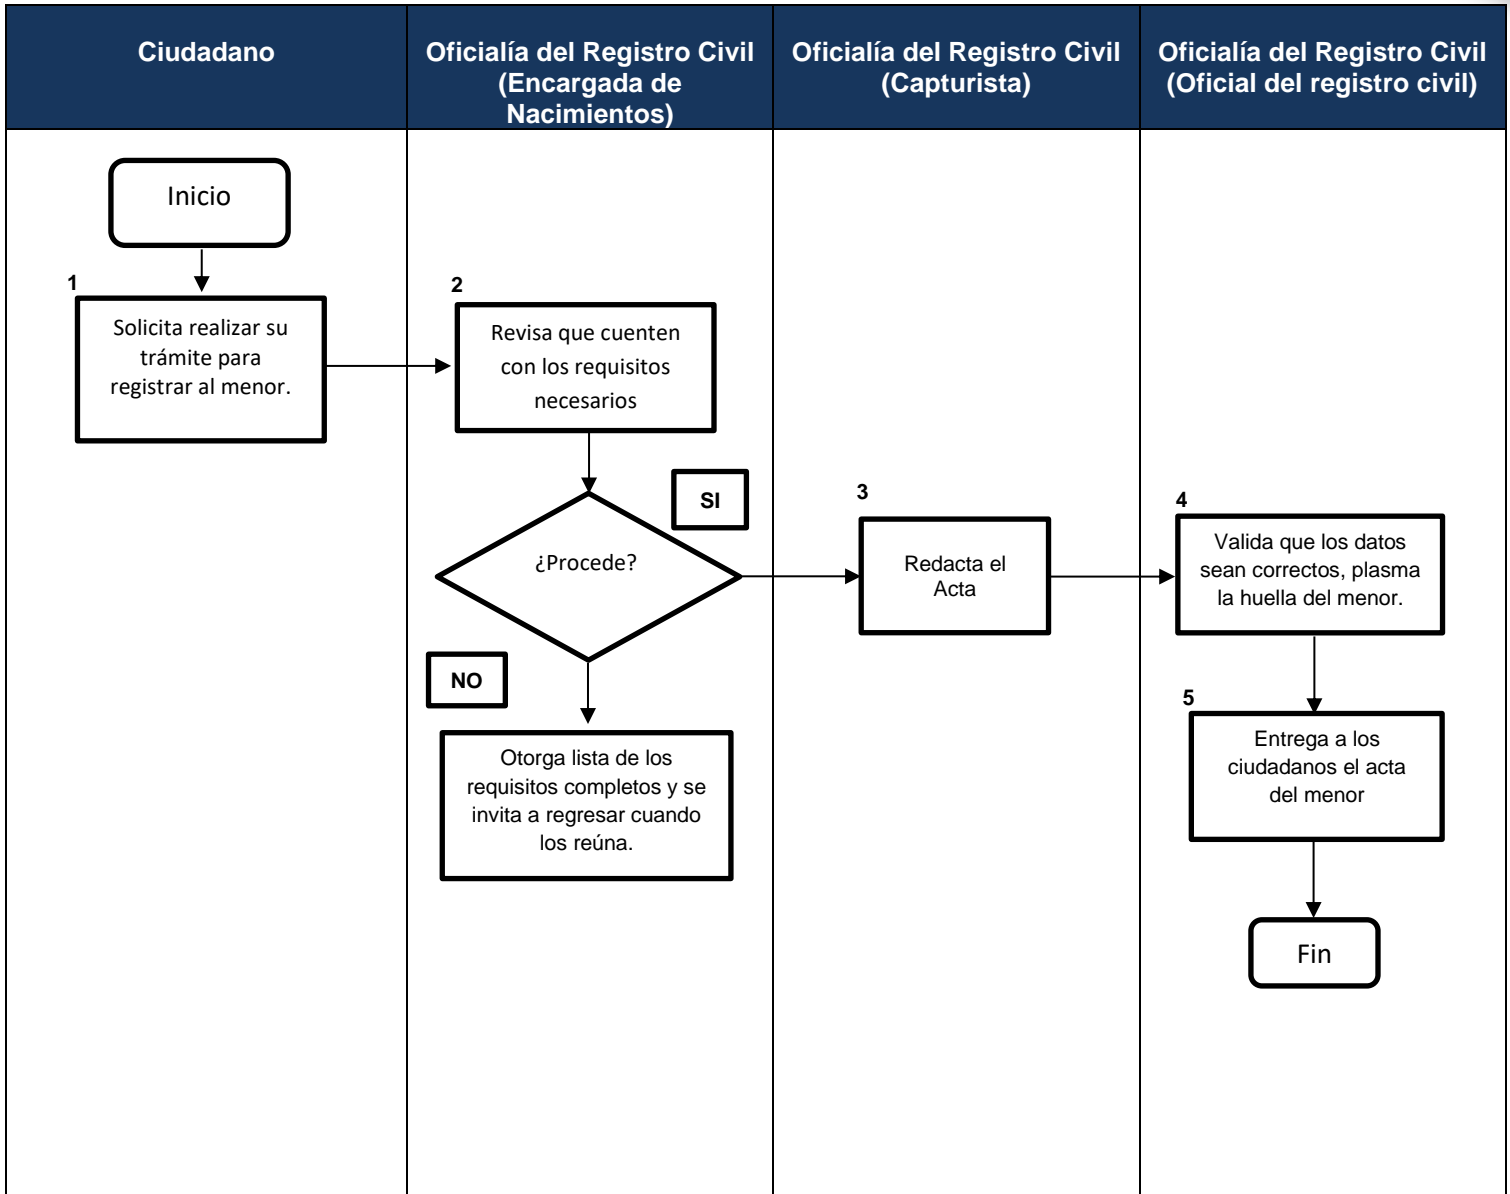 Ciudadano
Oficialía del Registro Civil
(Encargada de
Nacimientos)
Oficialía del Registro Civil
(Capturista)
Oficialía del Registro Civil
(Oficial del registro civil)
Inicio
1
Solicita realizar su
trámite para
registrar al menor.
2
Revisa que cuenten
con los requisitos
necesarios
SI
¿Procede?
NO
Otorga lista de los
requisitos completos y se
invita a regresar cuando
los reúna.
3
Redacta el
Acta
4
Valida que los datos
sean correctos, plasma
la huella del menor.
5
Entrega a los
ciudadanos el acta
del menor
Fin